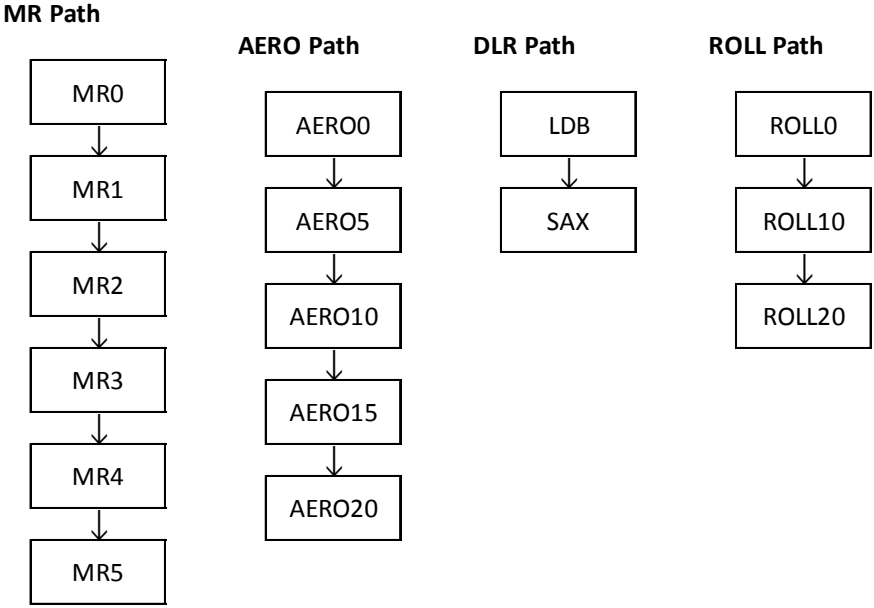 MR Path
MR0
MR1
MR2
MR3
MR4
MR5
AERO Path
AERO0
AERO5
AERO10
AERO15
AERO20
DLR Path
LDB
SAX
ROLL Path
ROLL0
ROLL10
ROLL20